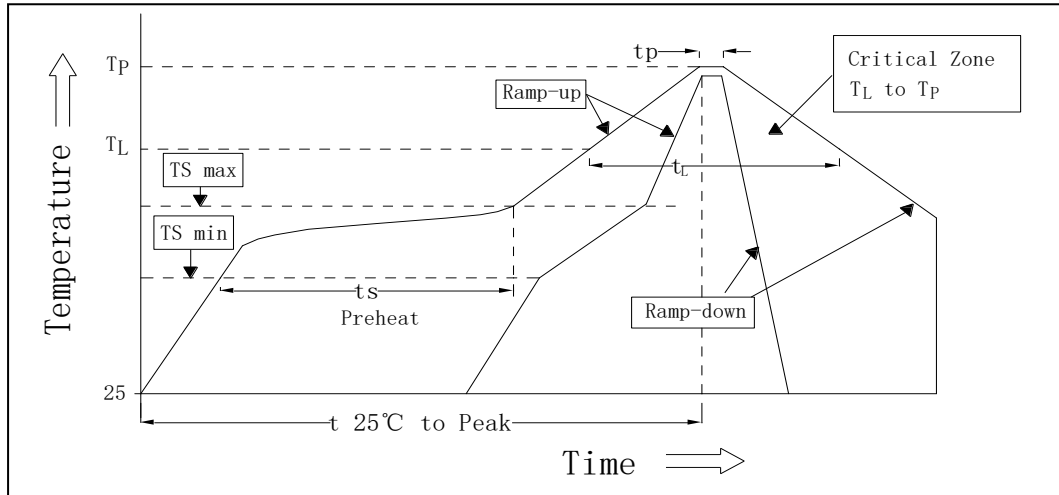 tp
Critical Zone
TL to TP
TP
Ramp-up
TL
TS max
tL
TS min
ts
Preheat
Ramp-down
25
t 25℃ to Peak
Temperature
Time